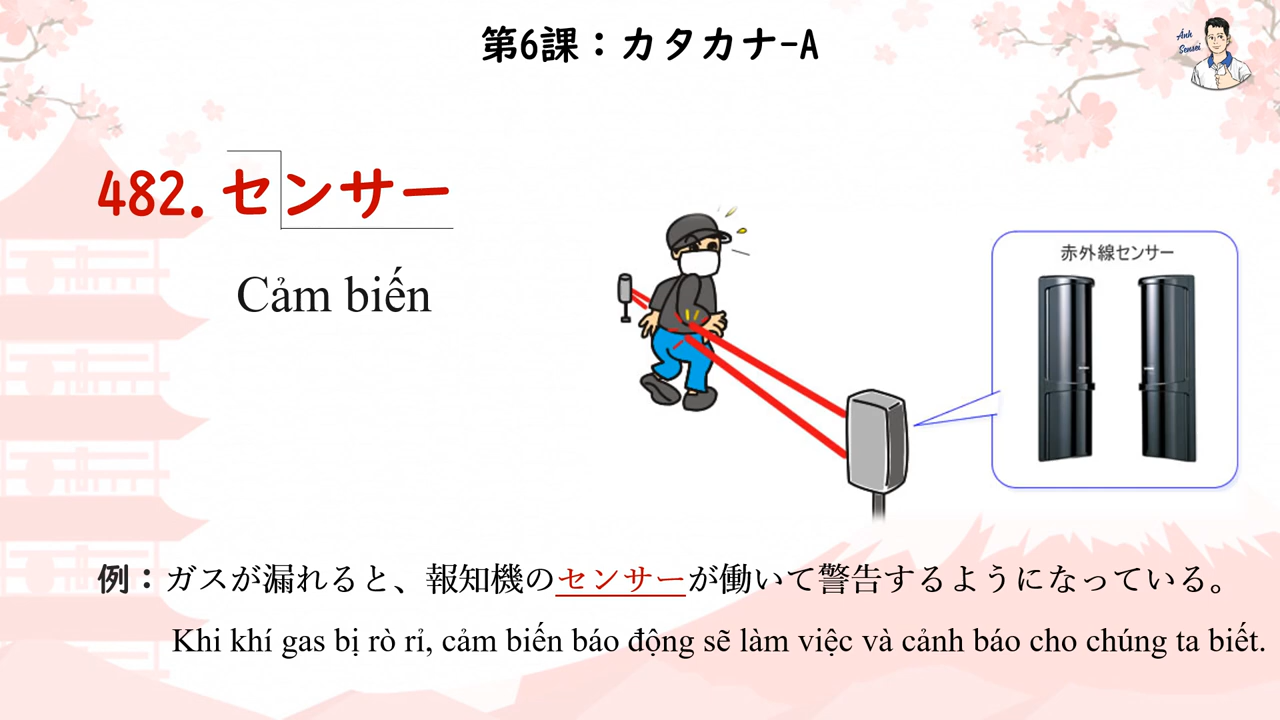 第6課：カタカナ-A
Anh
Sensei
482. センサー
Cảm biến
赤外線センサー
例：ガスが漏れると、報知機のセンサーが働いて警告するようになっている。
Khi khí gas bị rò rỉ, cảm biến báo động sẽ làm việc và cảnh báo cho chúng ta biết.